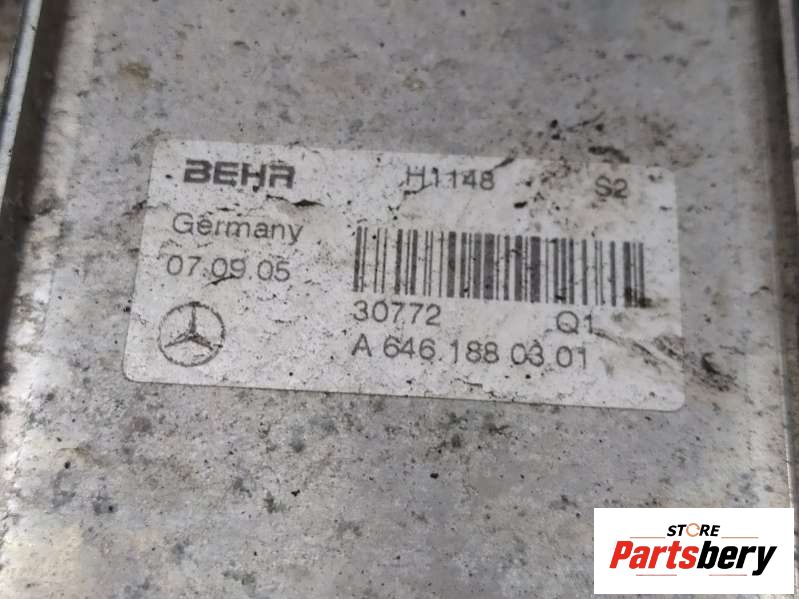 BEHR H1148 S2
Germany
07.09.05
30772 Q1
A 646 188 03 01
STORE
Partsbery